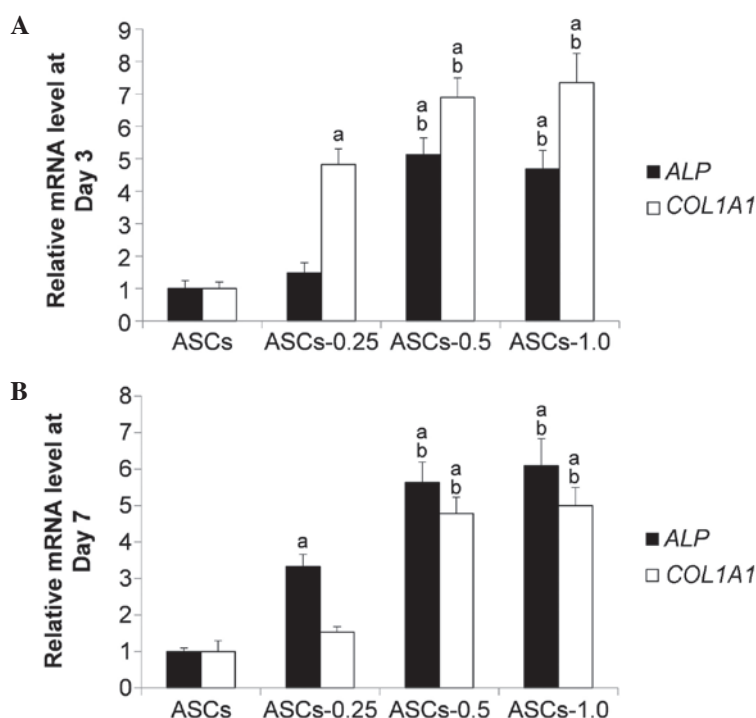 A
Relative mRNA level at
Day 3
9
8
7
6
5
4
3
2
1
0
a
a
b
a
b
a
b
a
b
ASCs ASCs-0.25 ASCs-0.5 ASCs-1.0
ALP
COL1A1
B
Relative mRNA level at
Day 7
8
7
6
5
4
3
2
1
0
a
a
b
a
b
a
b
a
b
ASCs ASCs-0.25 ASCs-0.5 ASCs-1.0
ALP
COL1A1